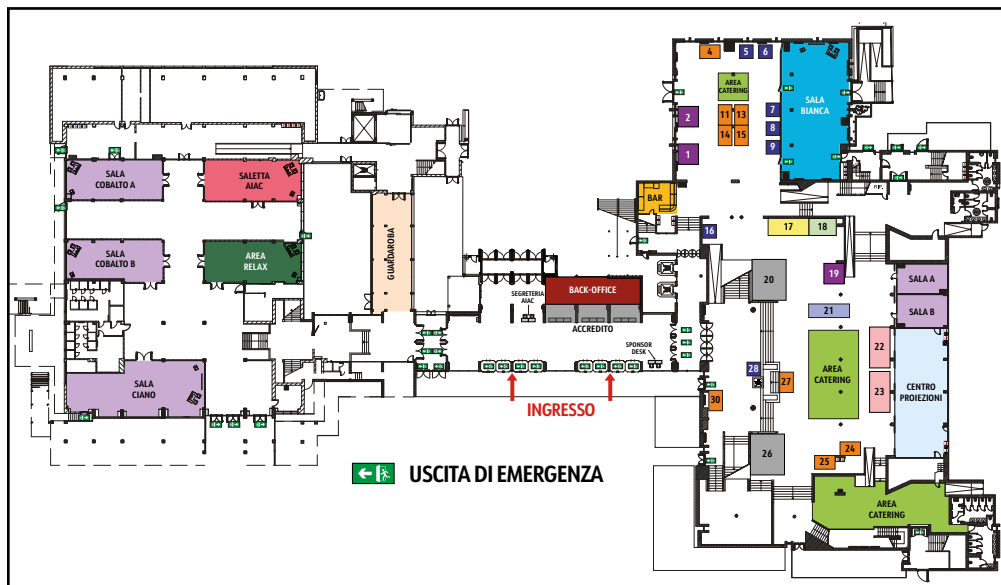 4
5
6
AREA
CATERING
SALA
BIANCA
2
11
13
7
14
15
8
1
9
SALA
COBALTO A
SALETTA
AIAC
BAR
RIF.
16
17
18
SALA
COBALTO B
AREA
RELAX
GUARDAROBA
BACK-OFFICE
SEGRETERIA
AIAC
ACCREDITO
SPONSOR
DESK
20
19
SALA A
21
SALA B
22
AREA
CATERING
28
27
23
CENTRO
PROIEZIONI
30
SALA
CIANO
INGRESSO
24
26
25
USCITA DI EMERGENZA
AREA
CATERING